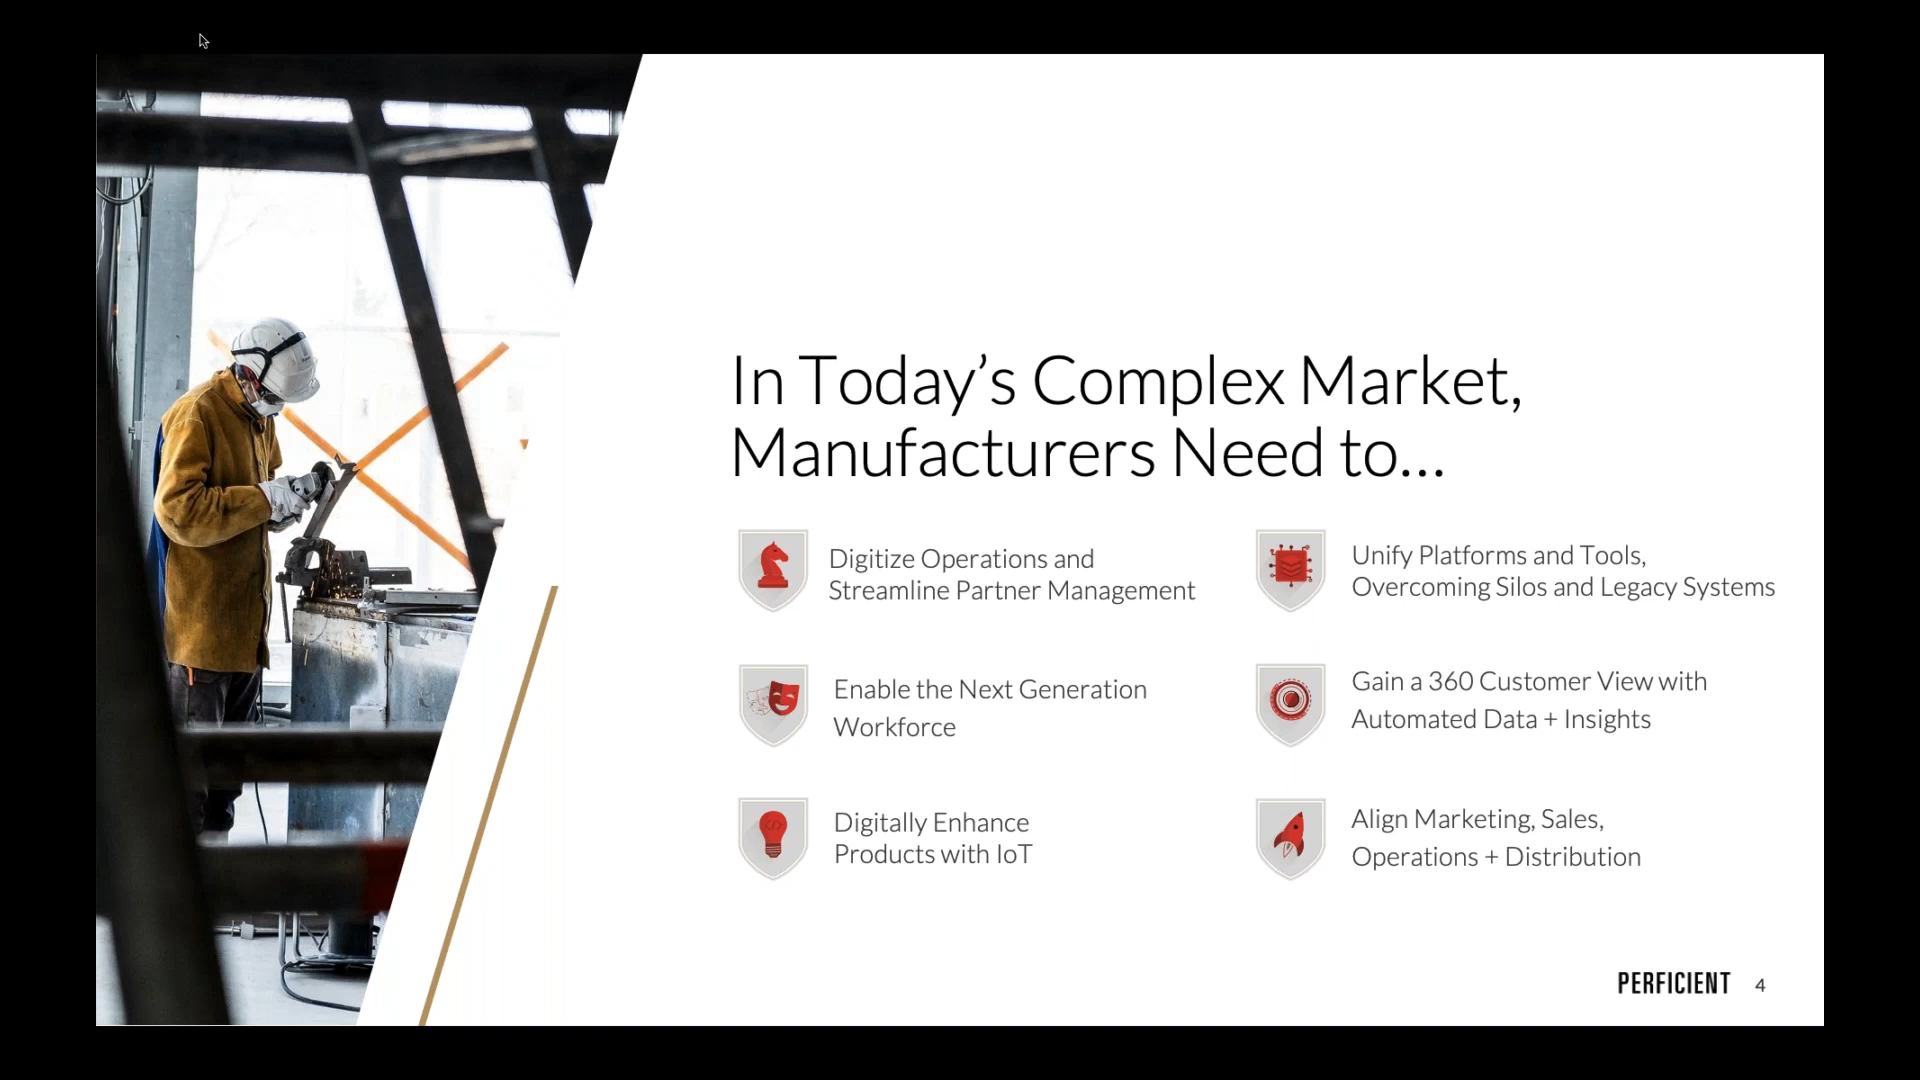 In Today’s Complex Market,
Manufacturers Need to...
Digitize Operations and
Streamline Partner Management
Unify Platforms and Tools,
Overcoming Silos and Legacy Systems
Enable the Next Generation
Workforce
Gain a 360 Customer View with
Automated Data + Insights
Digitally Enhance
Products with IoT
Align Marketing, Sales,
Operations + Distribution
PERFICIENT 4